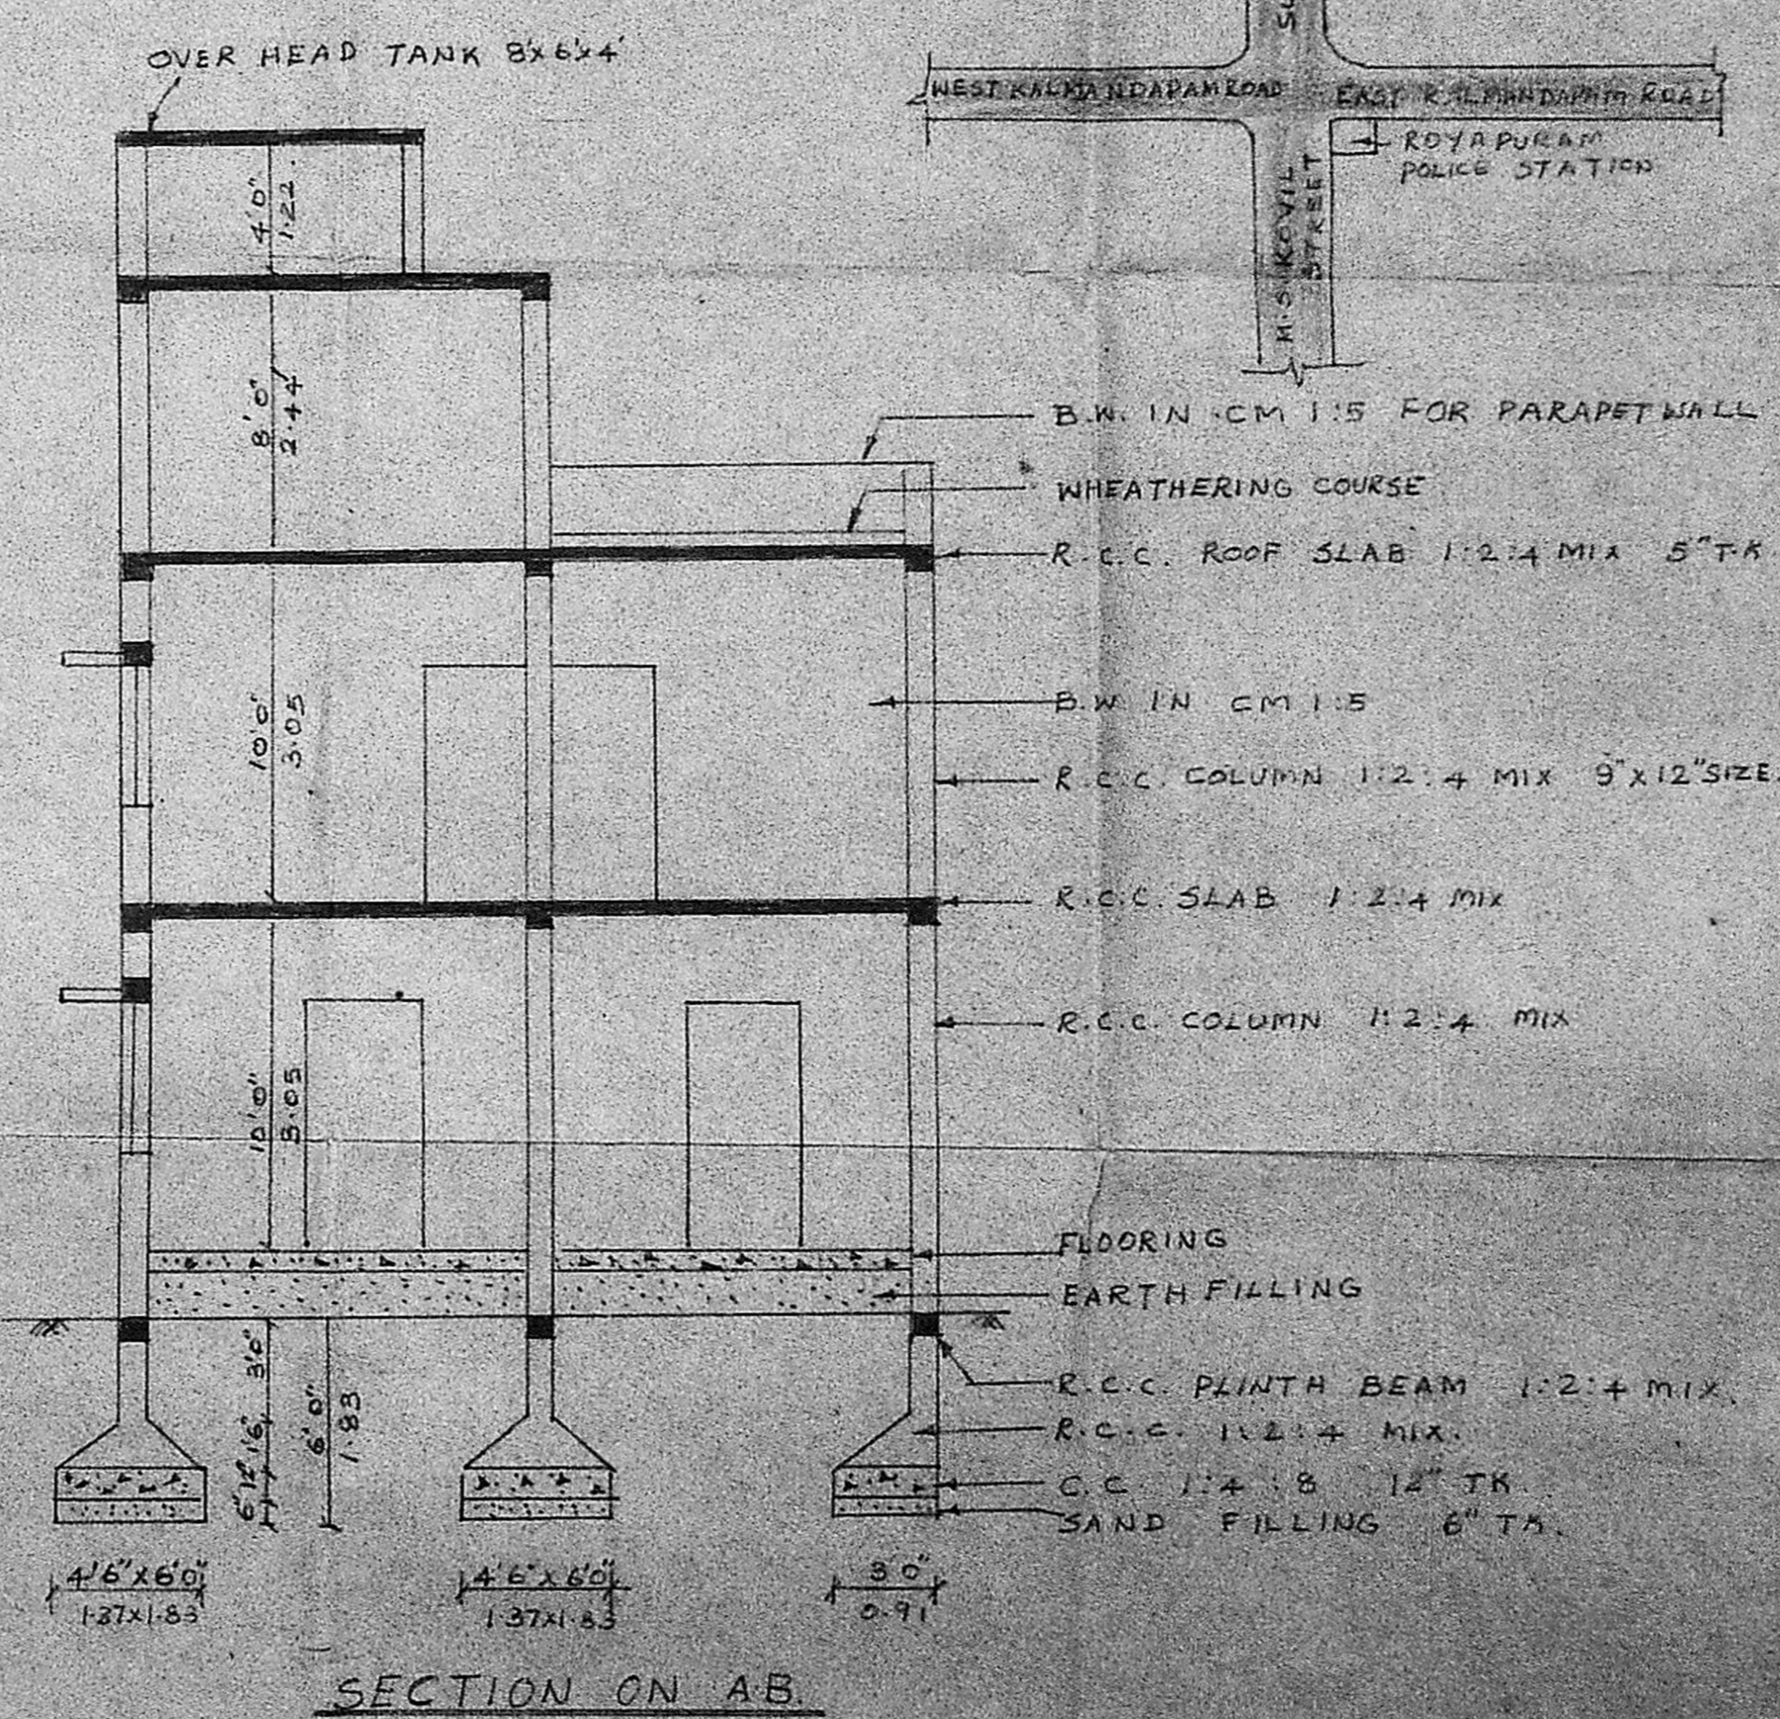 OVER HEAD TANK 8'x6'x4'
WEST KALMANDAPAM ROAD
EAST KALMANDAPAM ROAD
ROYAPURAM
POLICE STATION
M.S. KOVIL
STREET
4'0"
1.22
8'0"
2.44
B.W. IN CM 1:5 FOR PARAPET WALL
WHEATHERING COURSE
R.C.C. ROOF SLAB 1:2:4 MIX 5"T.K
10'0"
3.05
B.W IN CM 1:5
R.C.C. COLUMN 1:2:4 MIX 9"x12"SIZE.
R.C.C. SLAB 1:2:4 MIX
R.C.C. COLUMN 1:2:4 MIX
10'0"
3.05
FLOORING
EARTH FILLING
3'0"
6'0"
1.83
6" 12" 16"
R.C.C. PLINTH BEAM 1:2:4 MIX.
R.C.C. 1:2:4 MIX.
C.C. 1:4:8 12" TK.
SAND FILLING 6" TK.
4'6"x6'0"
1.37x1.83
4'6"x6'0"
1.37x1.83
3'0"
0.91
SECTION ON A.B.